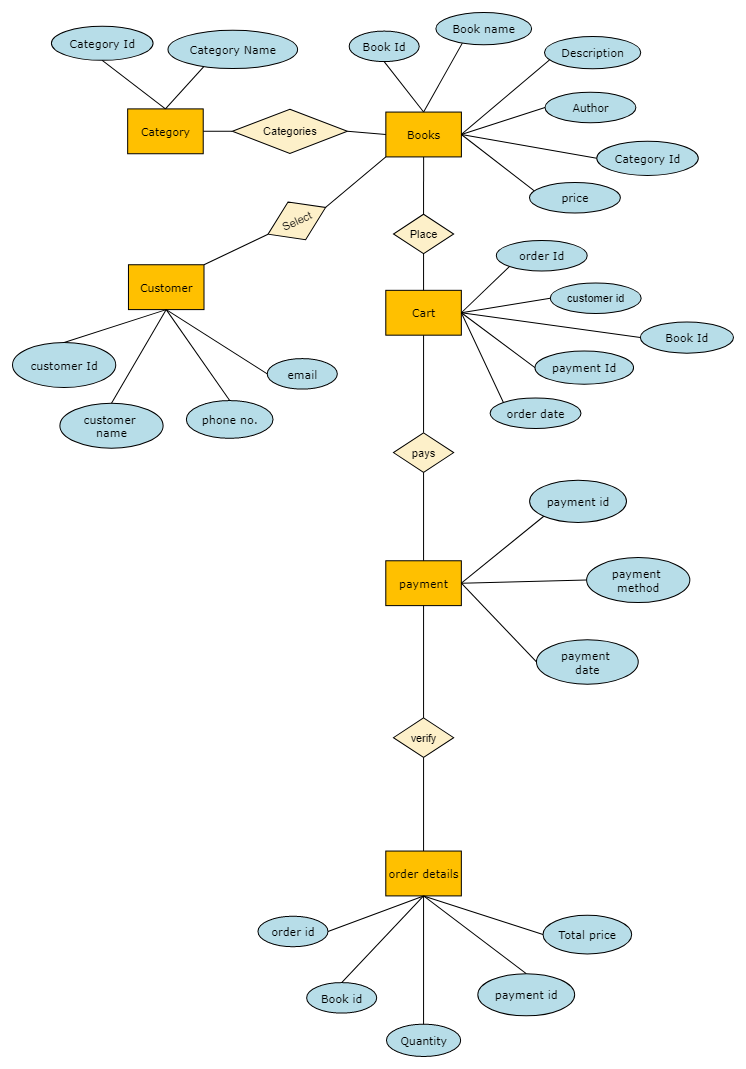 Category Id
Category Name
Book Id
Book name
Description
Author
Category Id
price
Category
Categories
Books
Select
Place
Customer
customer Id
customer
name
phone no.
email
order Id
customer id
Book Id
payment Id
order date
Cart
pays
payment id
payment
method
payment
date
payment
verify
order details
order id
Book id
Quantity
payment id
Total price